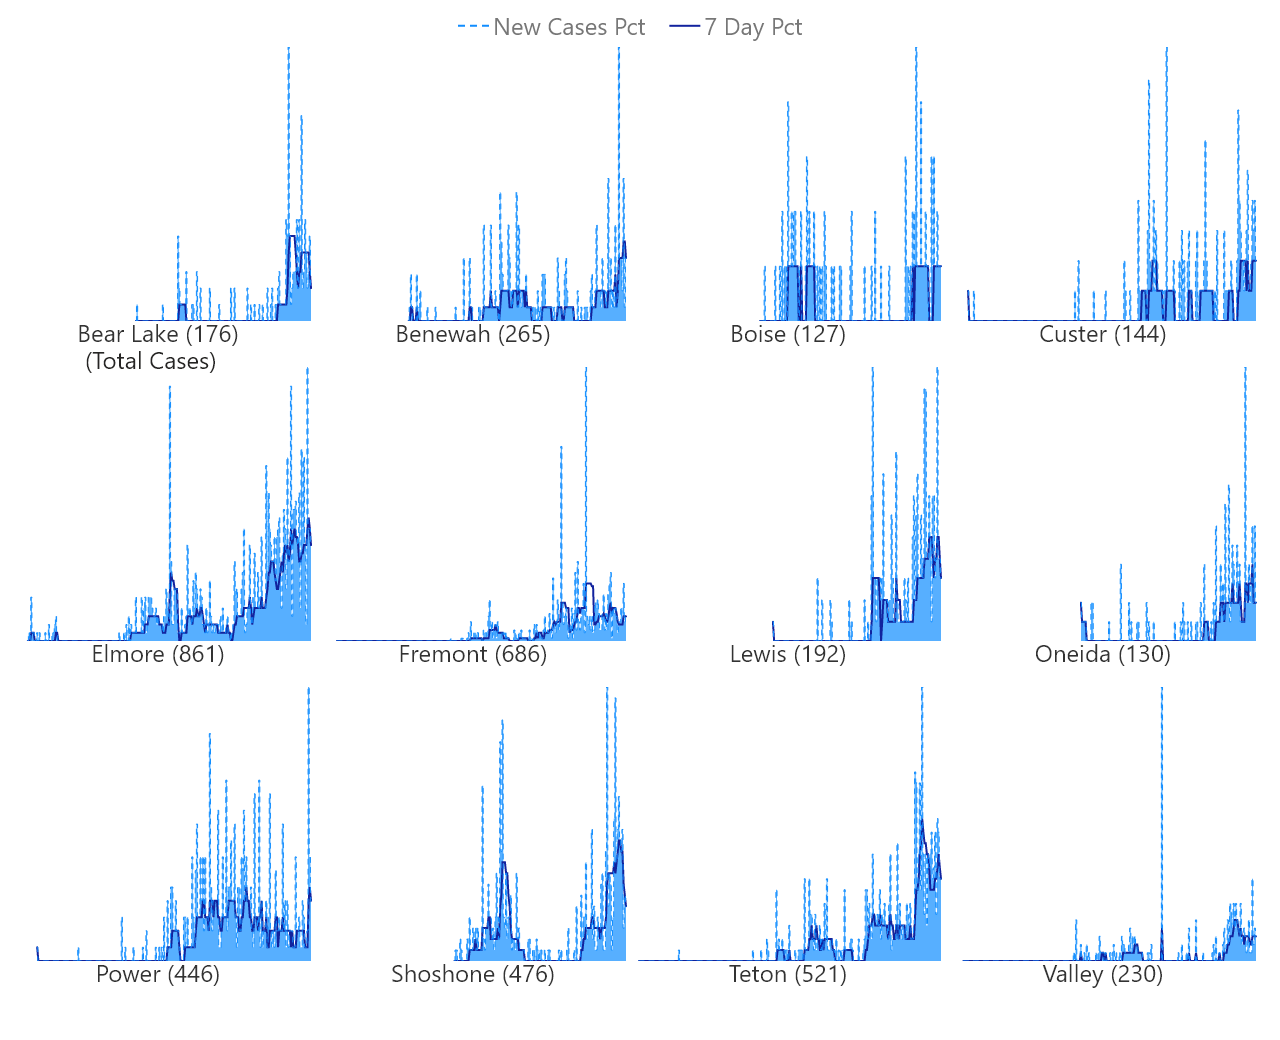 New Cases Pct 7 Day Pct
Bear Lake (176) Benewah (265) Boise (127) Custer (144)
(Total Cases)
Elmore (861) Fremont (686) Lewis (192) Oneida (130)
Power (446) Shoshone (476) Teton (521) Valley (230)